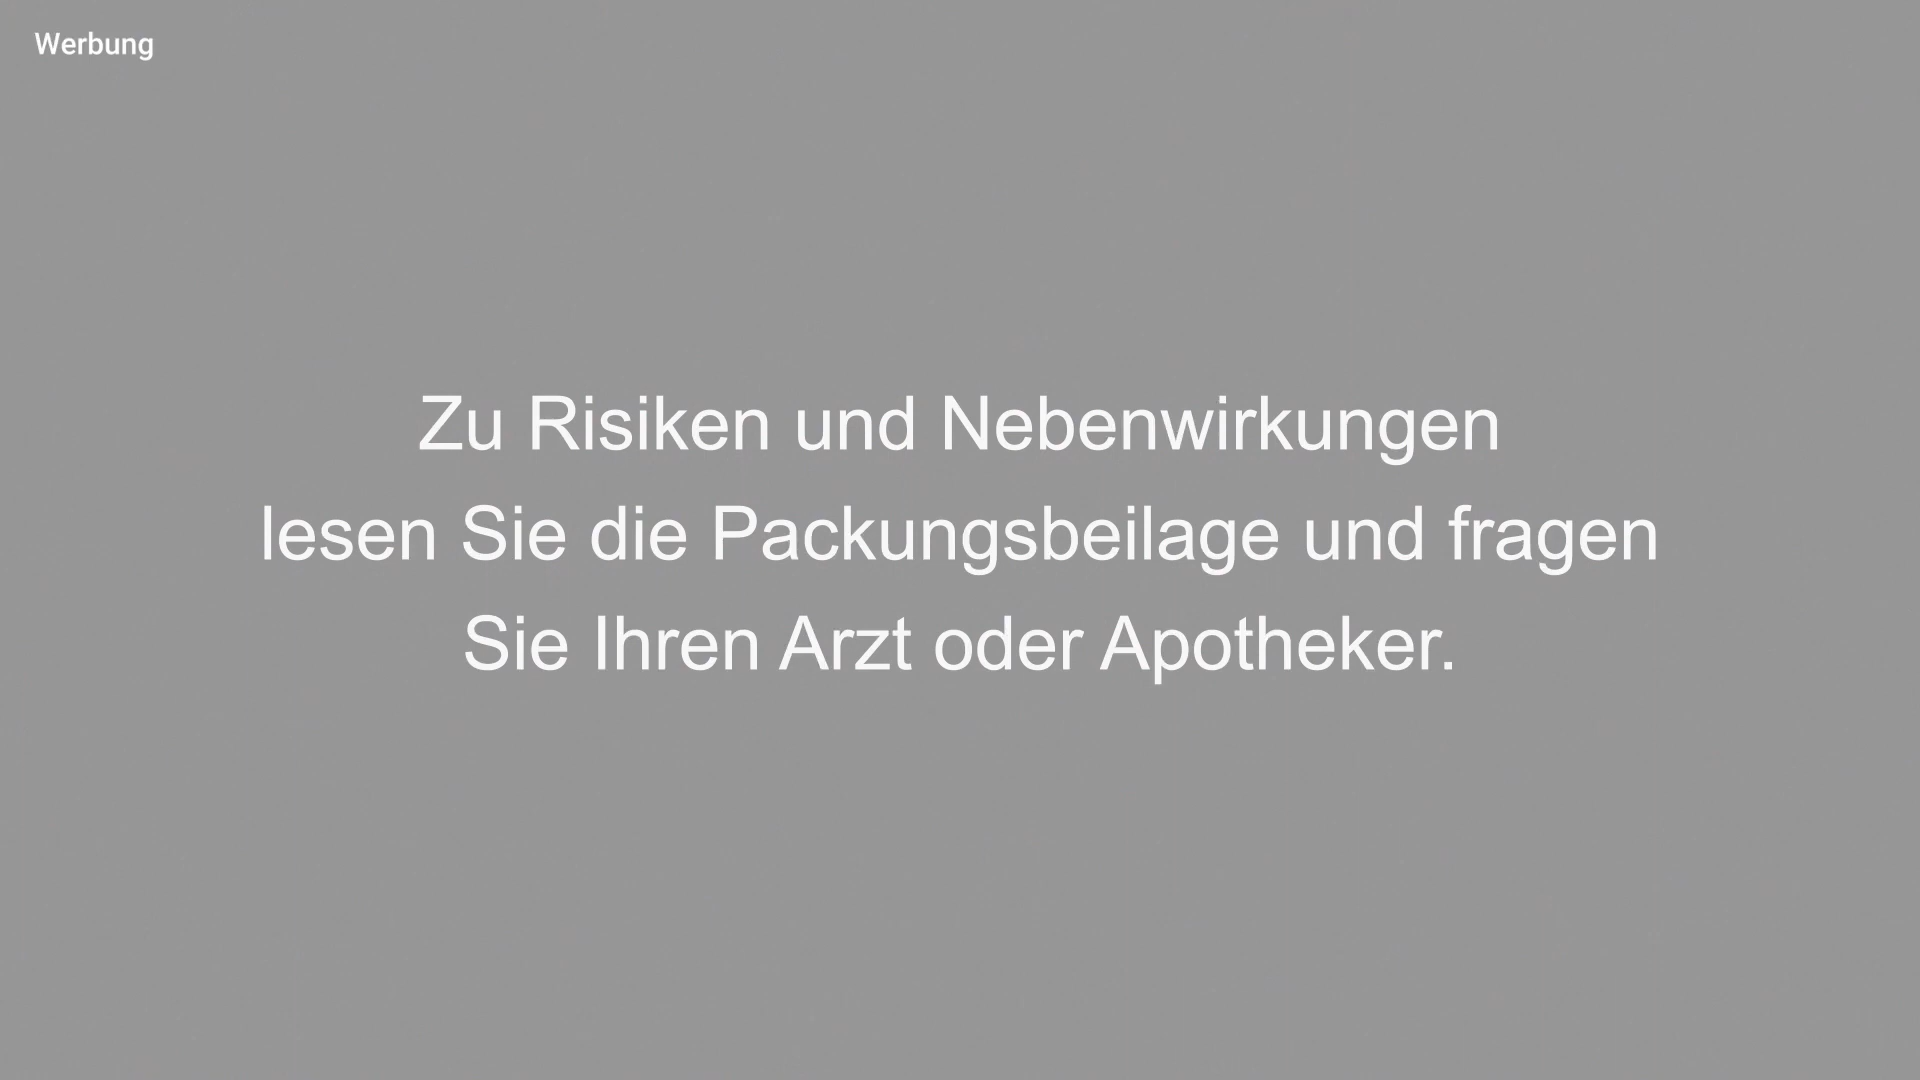 Werbung
Zu Risiken und Nebenwirkungen
lesen Sie die Packungsbeilage und fragen
Sie Ihren Arzt oder Apotheker.